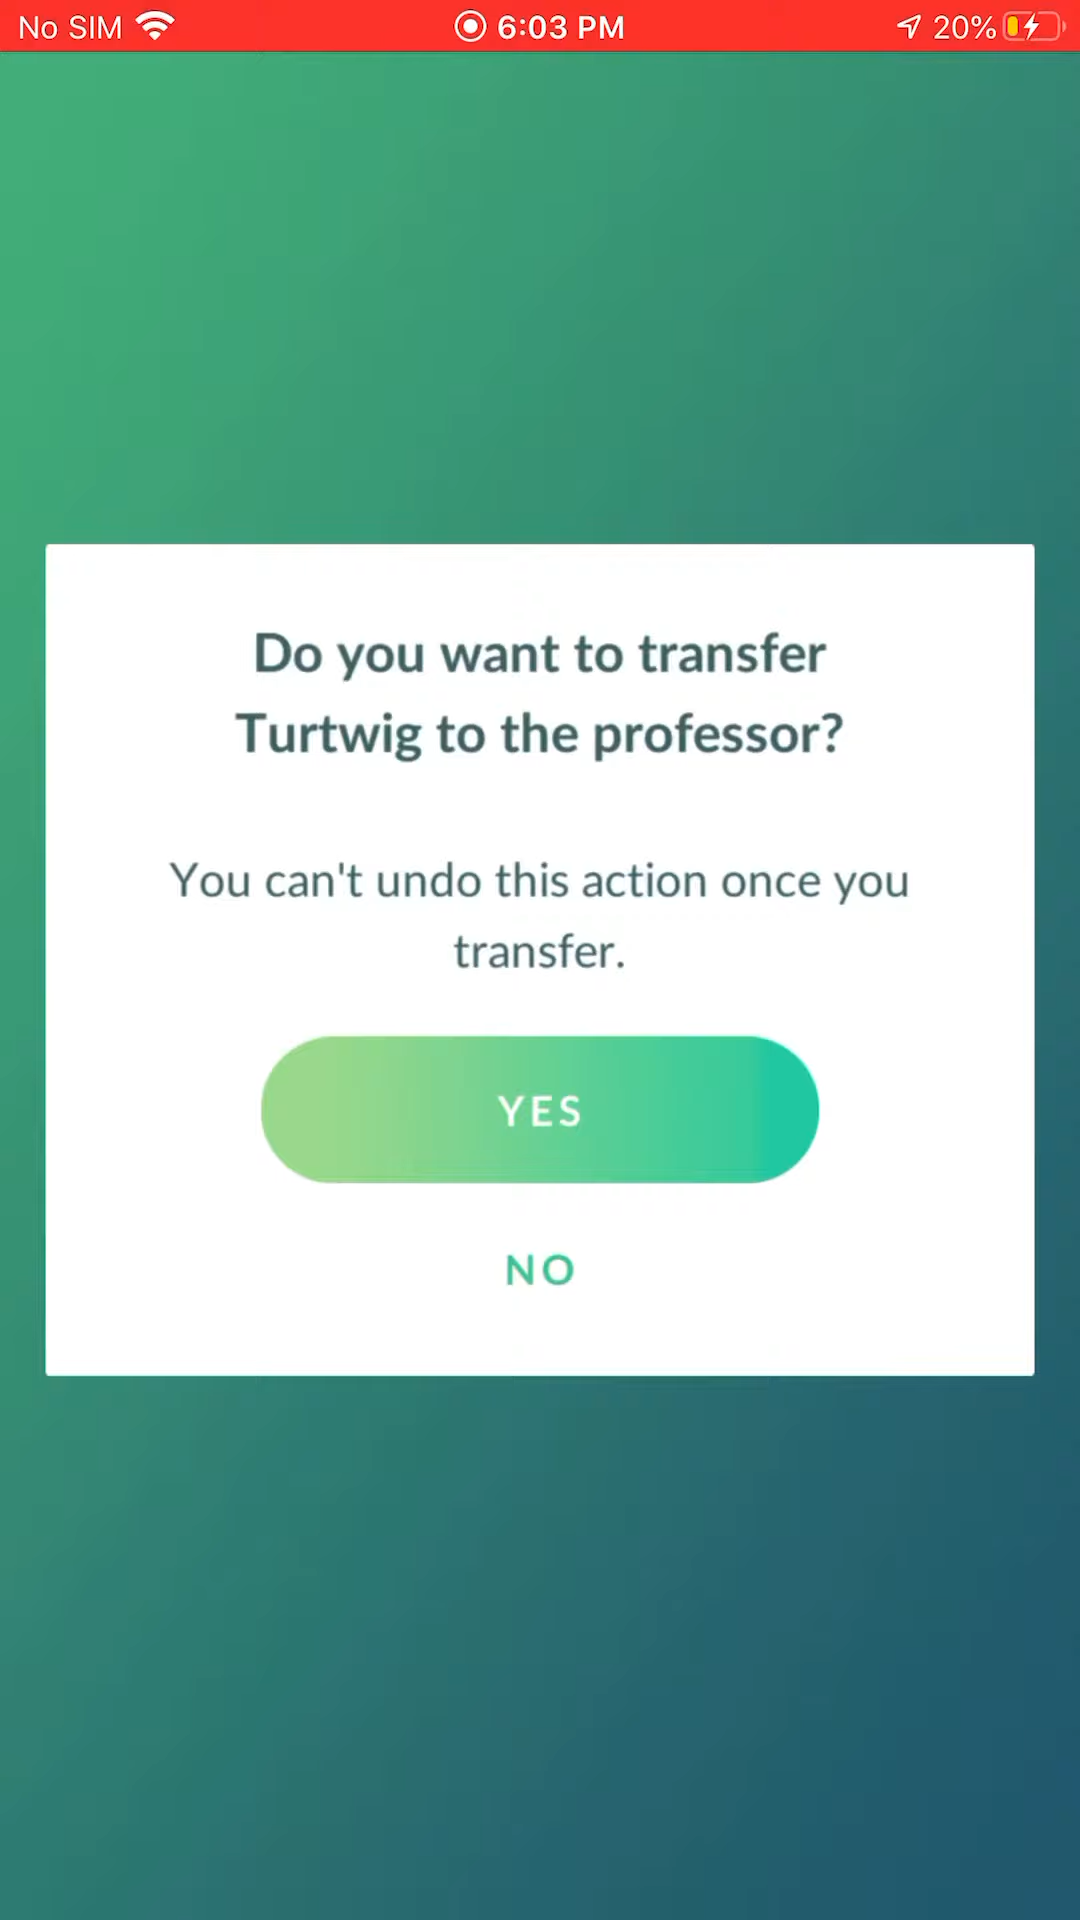 No SIM 6:03 PM 20%
Do you want to transfer
Turtwig to the professor?
You can't undo this action once you
transfer.
YES
NO